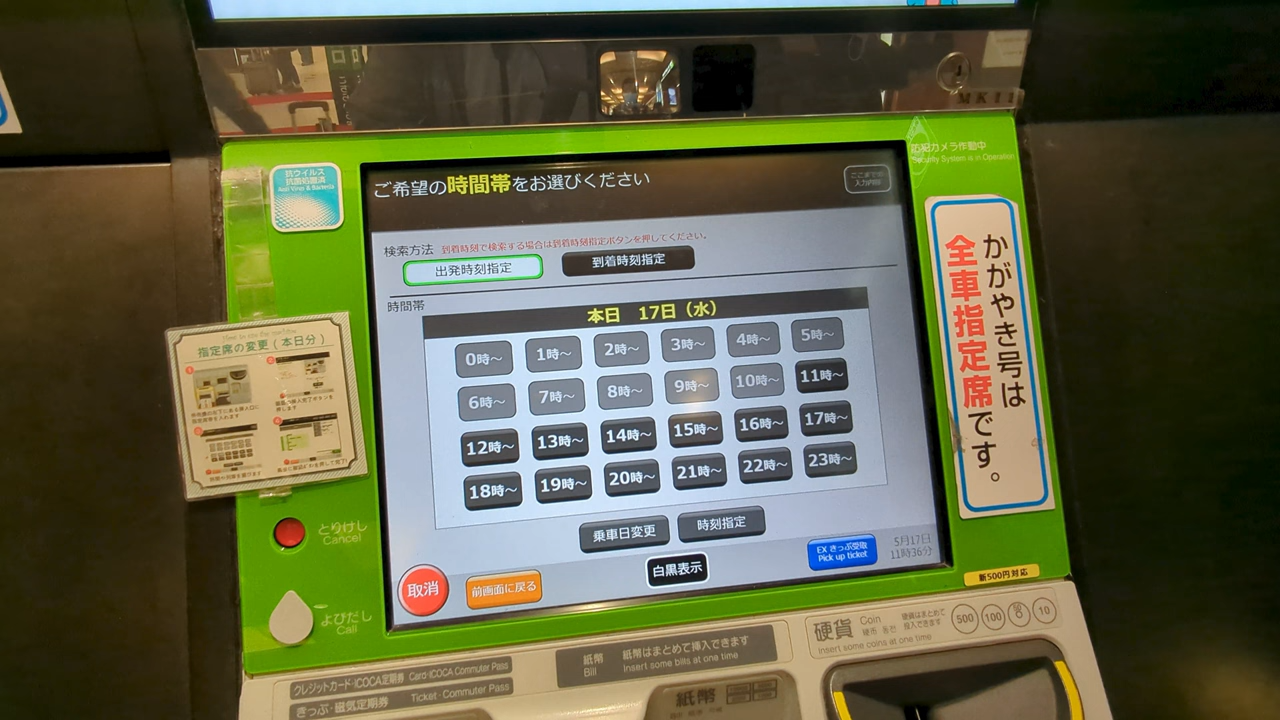 MK11
抗ウイルス
抗菌処置済
Anti Virus & Bacteria
防犯カメラ作動中
Security System is in Operation
ご希望の時間帯をお選びください
ここまでの
入力内容
検索方法 到着時刻で検索する場合は到着時刻指定ボタンを押してください。
出発時刻指定 到着時刻指定
時間帯
本日 17日(水)
0時~ 1時~ 2時~ 3時~ 4時~ 5時~
6時~ 7時~ 8時~ 9時~ 10時~ 11時~
12時~ 13時~ 14時~ 15時~ 16時~ 17時~
18時~ 19時~ 20時~ 21時~ 22時~ 23時~
乗車日変更 時刻指定
白黒表示
EX きっぷ受取
Pick up ticket
5月17日
11時36分
取消
前画面に戻る
かがやき号は
全車指定席です。
指定席の変更(本日分)
とりけし
Cancel
よびだし
Call
新500円対応
クレジットカード・ICOCA定期券 Card・ICOCA Commuter Pass
きっぷ・磁気定期券 Ticket・Commuter Pass
紙幣
Bill
紙幣はまとめて挿入できます
Insert some bills at one time
紙幣
硬貨 Coin
硬貨はまとめて
投入できます
Insert some coins at one time
500 100 50 10